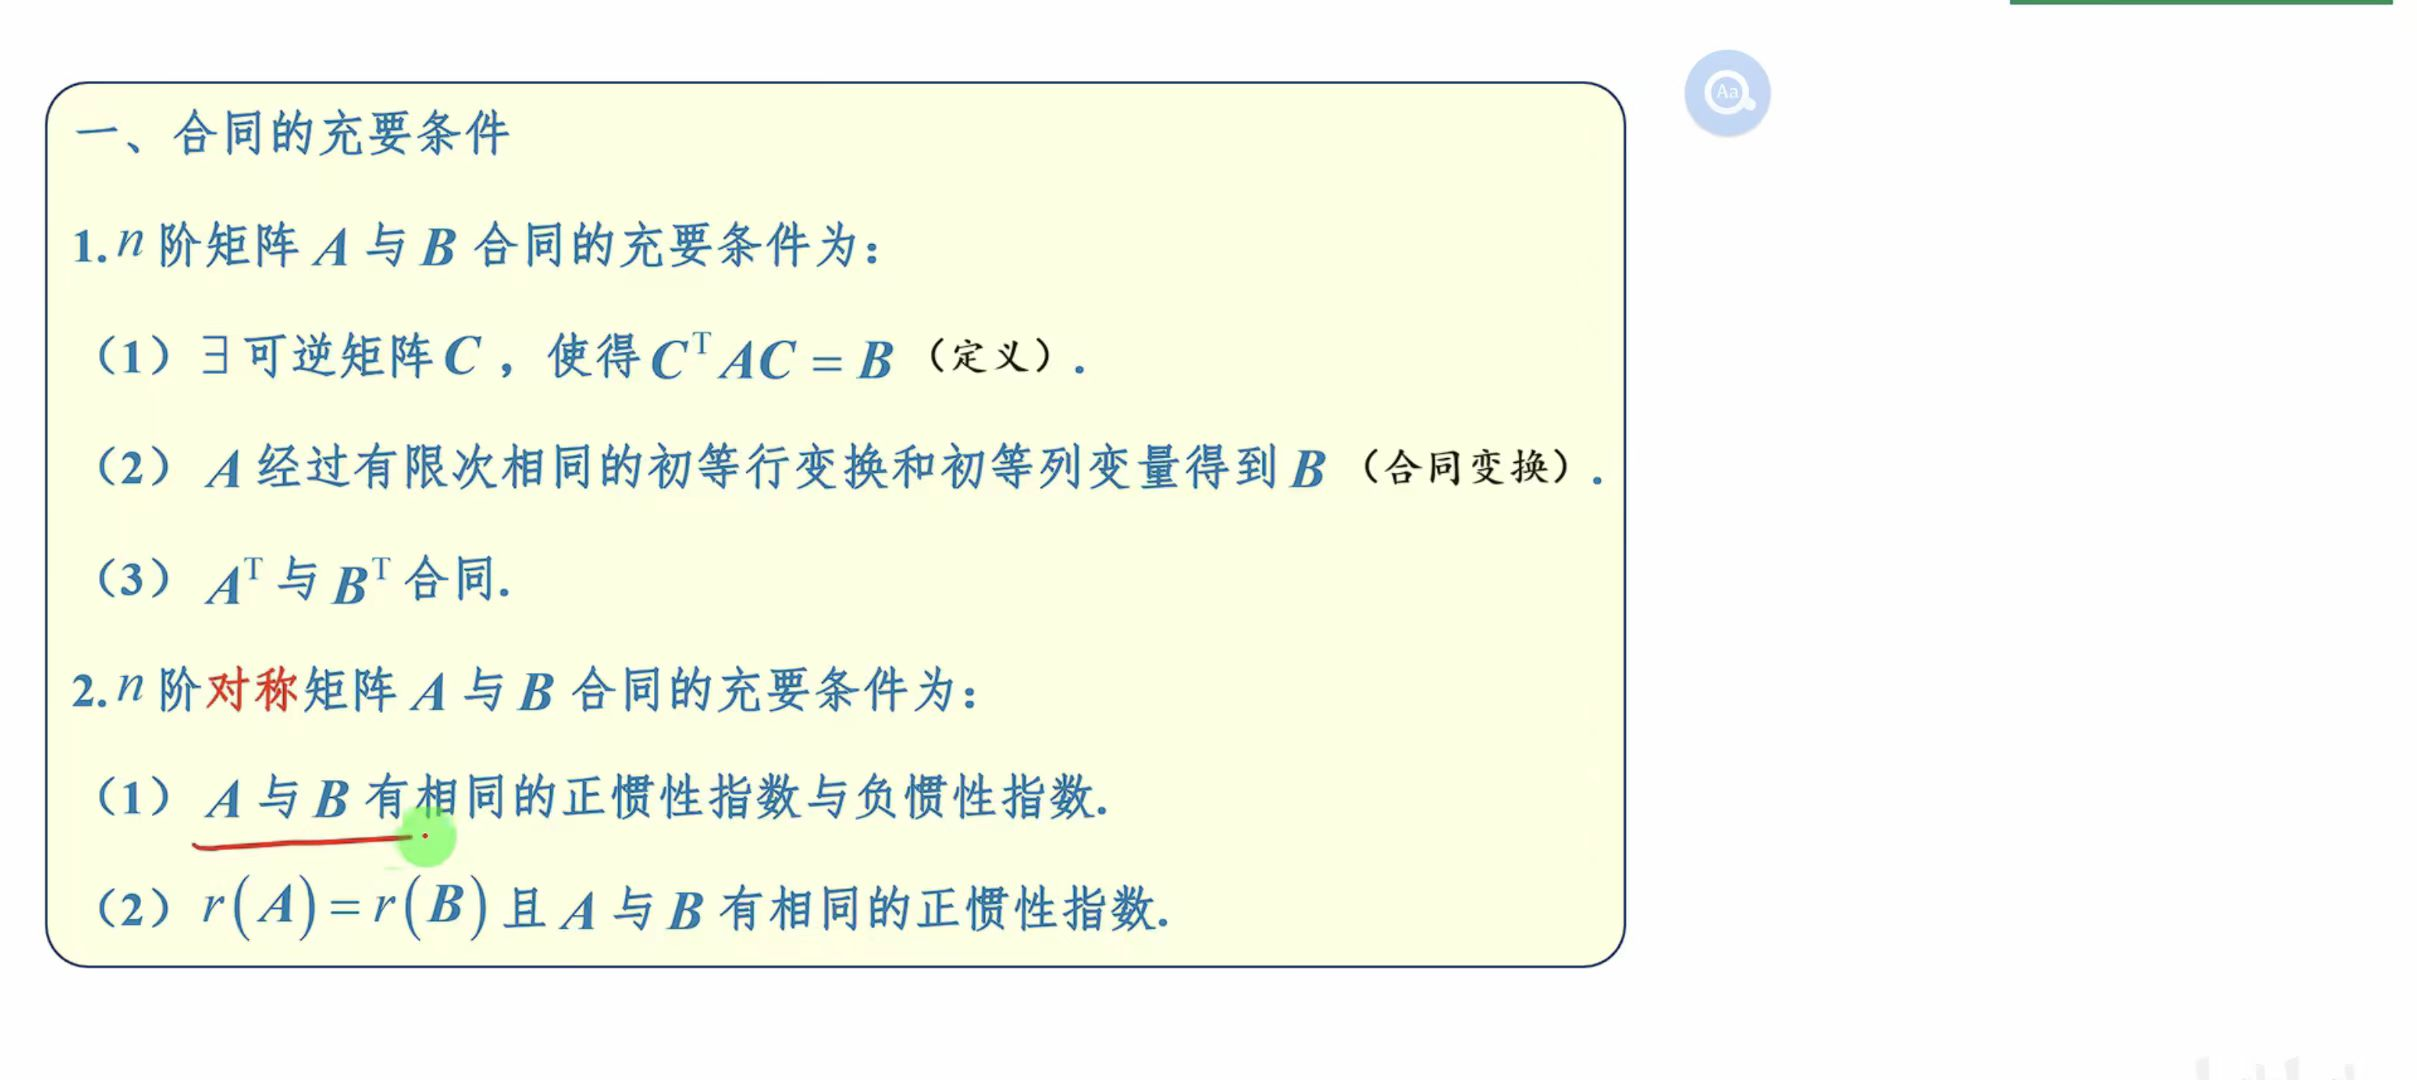 一、合同的充要条件
1. n 阶矩阵 A 与 B 合同的充要条件为：
（1）∃ 可逆矩阵 C ，使得 CᵀAC = B（定义）.
（2） A 经过有限次相同的初等行变换和初等列变量得到 B （合同变换）.
（3） Aᵀ 与 Bᵀ 合同.
2. n 阶对称矩阵 A 与 B 合同的充要条件为：
（1） A 与 B 有相同的正惯性指数与负惯性指数.
（2） r(A) = r(B) 且 A 与 B 有相同的正惯性指数.
Aa